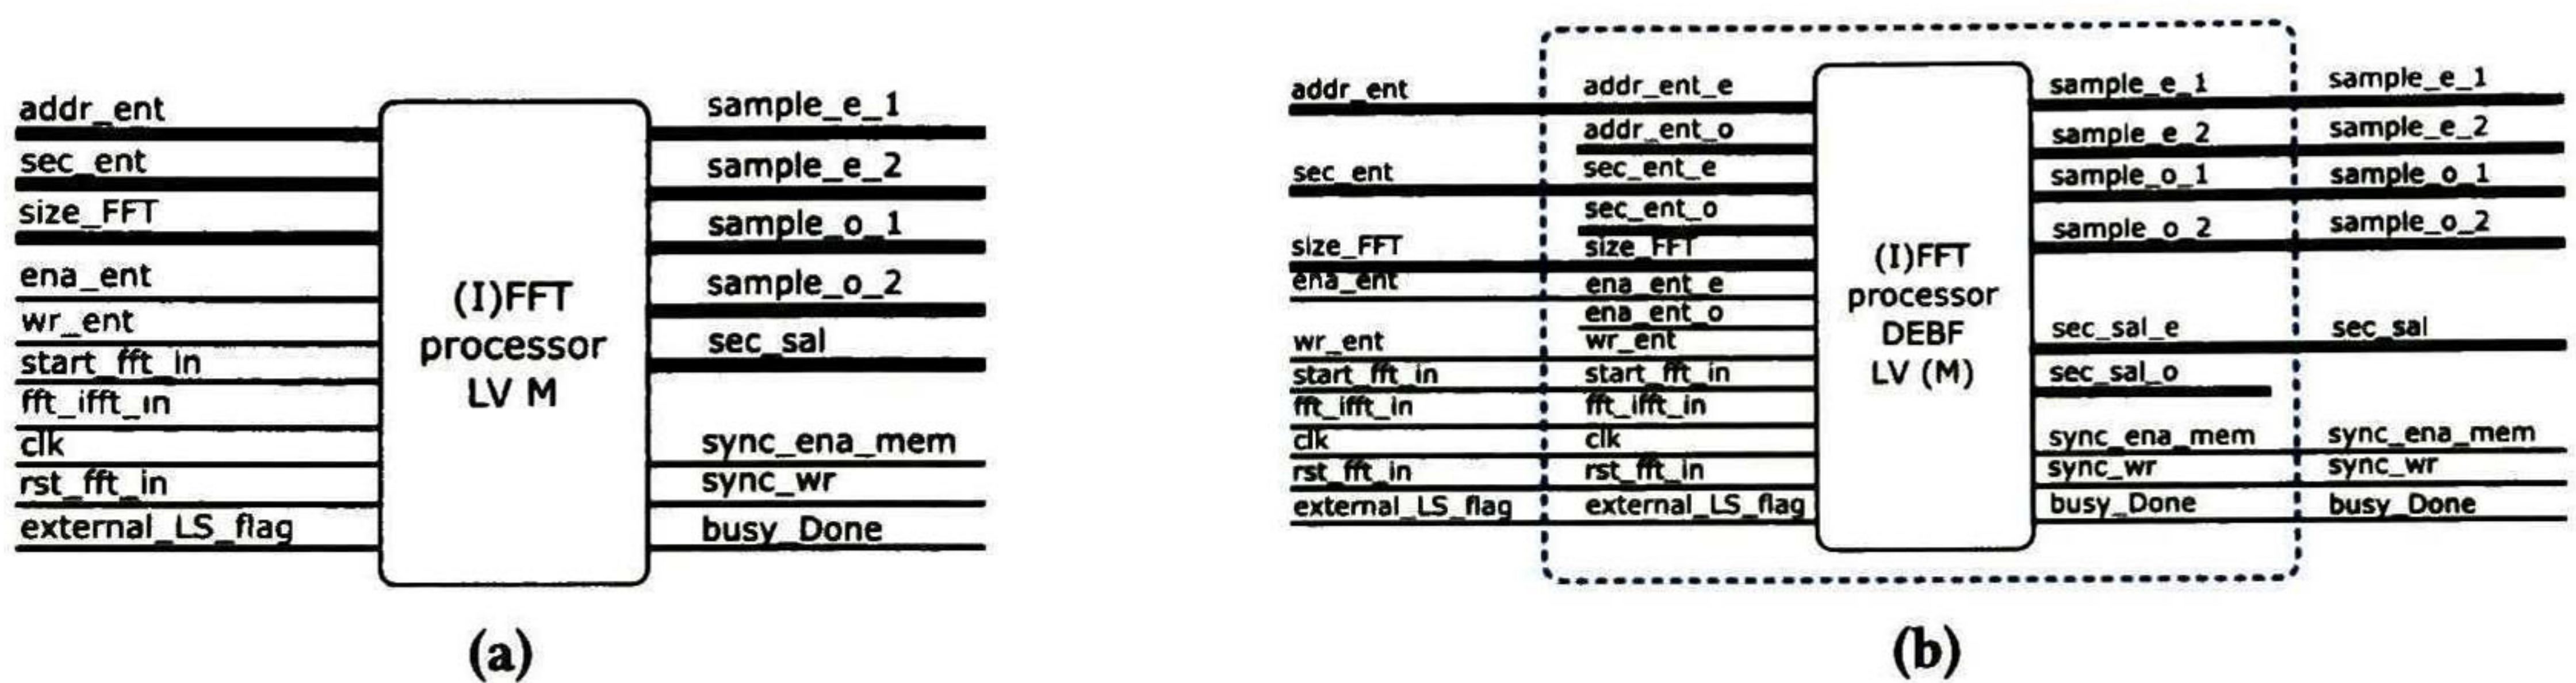 addr_ent
sec_ent
size_FFT
ena_ent
wr_ent
start_fft_in
fft_ifft_in
clk
rst_fft_in
external_LS_flag
(I)FFT
processor
LV M
sample_e_1
sample_e_2
sample_o_1
sample_o_2
sec_sal
sync_ena_mem
sync_wr
busy_Done
(a)
addr_ent
sec_ent
size_FFT
ena_ent
wr_ent
start_fft_in
fft_ifft_in
clk
rst_fft_in
external_LS_flag
addr_ent_e
addr_ent_o
sec_ent_e
sec_ent_o
size_FFT
ena_ent_e
ena_ent_o
wr_ent
start_fft_in
fft_ifft_in
clk
rst_fft_in
external_LS_flag
(I)FFT
processor
DEBF
LV (M)
sample_e_1
sample_e_2
sample_o_1
sample_o_2
sec_sal_e
sec_sal_o
sync_ena_mem
sync_wr
busy_Done
sample_e_1
sample_e_2
sample_o_1
sample_o_2
sec_sal
sync_ena_mem
sync_wr
busy_Done
(b)